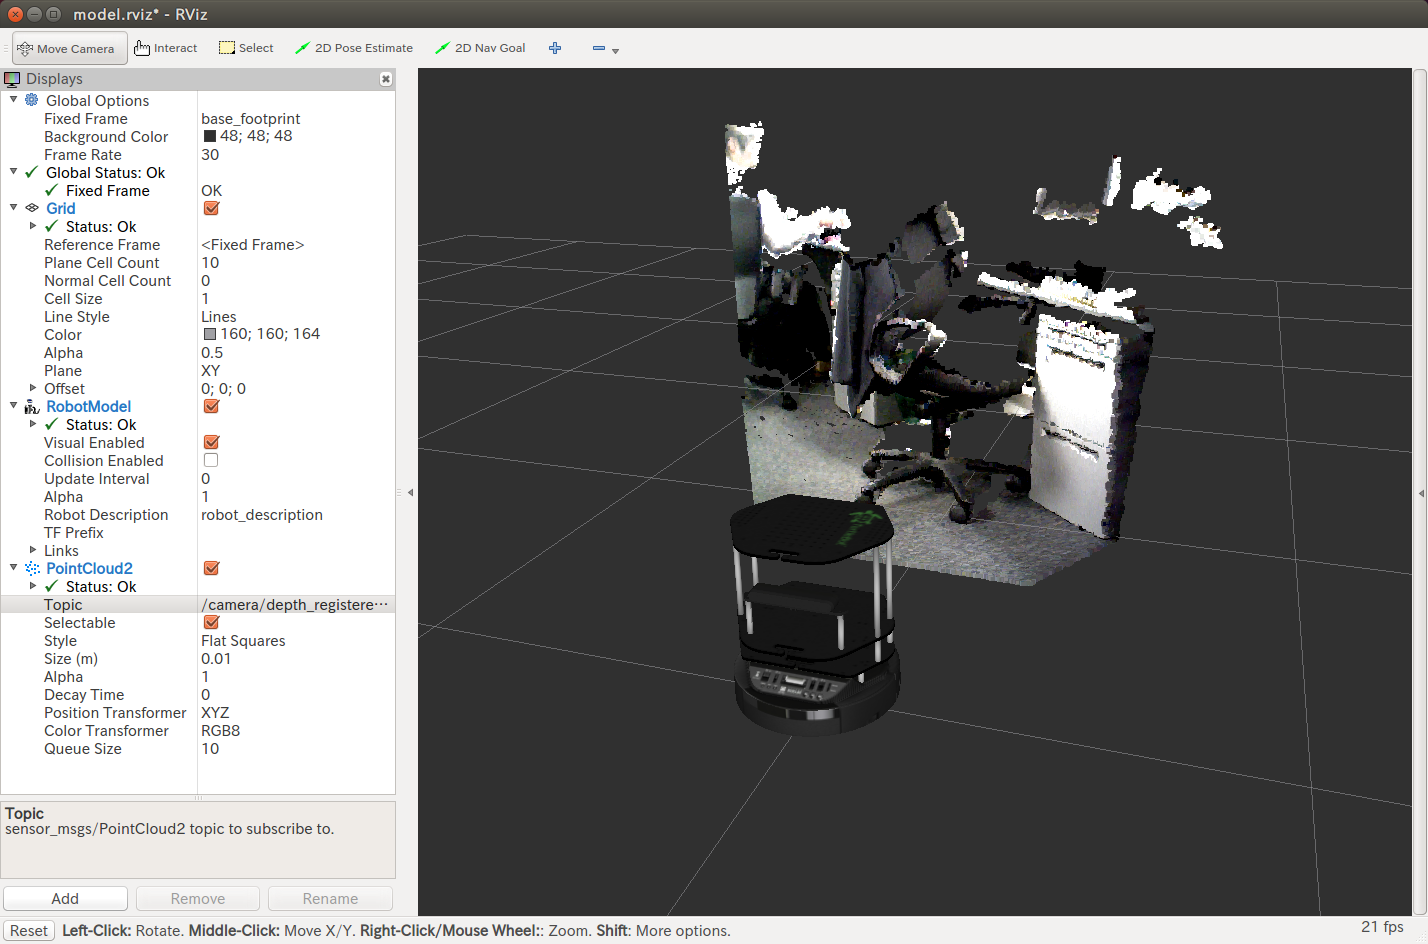 model.rviz* - RViz
Move Camera Interact Select 2D Pose Estimate 2D Nav Goal
Displays
Global Options
Fixed Frame base_footprint
Background Color 48; 48; 48
Frame Rate 30
Global Status: Ok
Fixed Frame OK
Grid
Status: Ok
Reference Frame <Fixed Frame>
Plane Cell Count 10
Normal Cell Count 0
Cell Size 1
Line Style Lines
Color 160; 160; 164
Alpha 0.5
Plane XY
Offset 0; 0; 0
RobotModel
Status: Ok
Visual Enabled
Collision Enabled
Update Interval 0
Alpha 1
Robot Description robot_description
TF Prefix
Links
PointCloud2
Status: Ok
Topic /camera/depth_registere…
Selectable
Style Flat Squares
Size (m) 0.01
Alpha 1
Decay Time 0
Position Transformer XYZ
Color Transformer RGB8
Queue Size 10
Topic
sensor_msgs/PointCloud2 topic to subscribe to.
Add Remove Rename
Reset Left-Click: Rotate. Middle-Click: Move X/Y. Right-Click/Mouse Wheel:: Zoom. Shift: More options. 21 fps